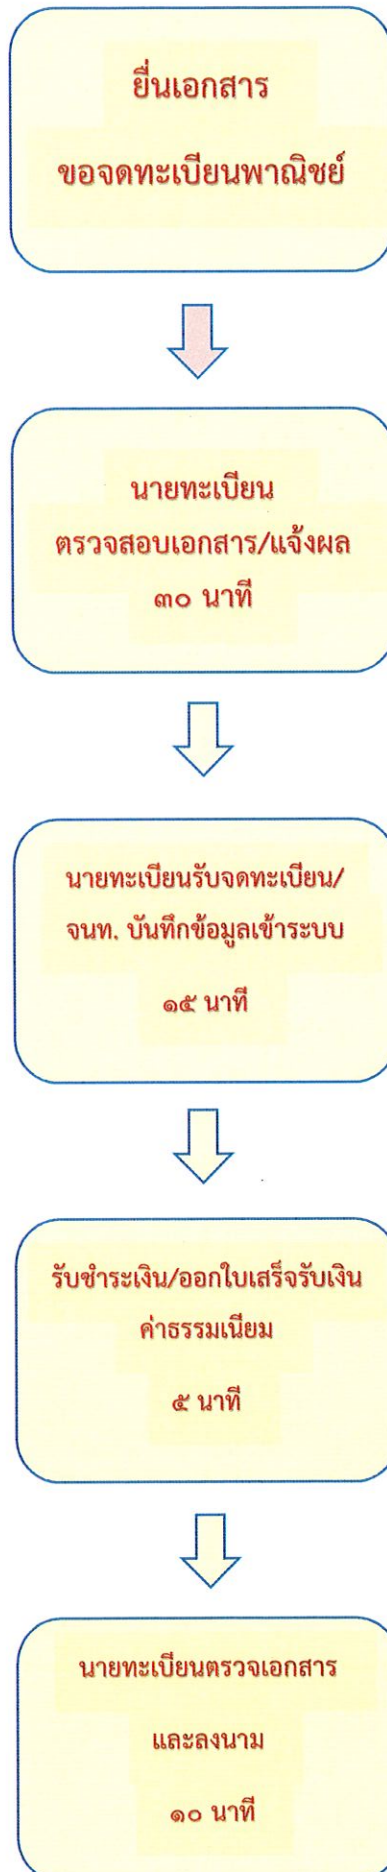 ยื่นเอกสาร
ขอจดทะเบียนพาณิชย์
นายทะเบียน
ตรวจสอบเอกสาร/แจ้งผล
๓๐ นาที
นายทะเบียนรับจดทะเบียน/
จนท. บันทึกข้อมูลเข้าระบบ
๑๕ นาที
รับชำระเงิน/ออกใบเสร็จรับเงิน
ค่าธรรมเนียม
๕ นาที
นายทะเบียนตรวจเอกสาร
และลงนาม
๑๐ นาที